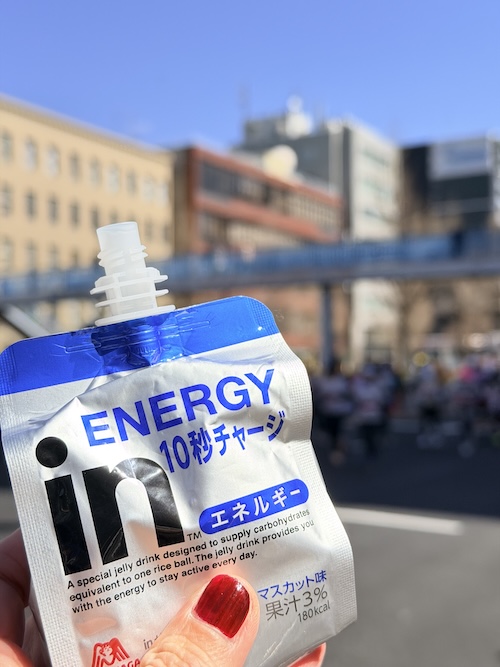 ENERGY
10秒チャージ
in™
エネルギー
A special jelly drink designed to supply carbohydrates
equivalent to one rice ball. The jelly drink provides you
with the energy to stay active every day.
マスカット味
果汁3%
180kcal
in